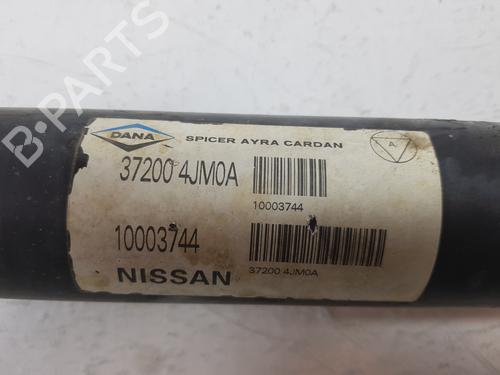 DANA
SPICER AYRA CARDAN
A
37200 4JM0A
10003744
10003744
37200 4JM0A
NISSAN
B-PARTS